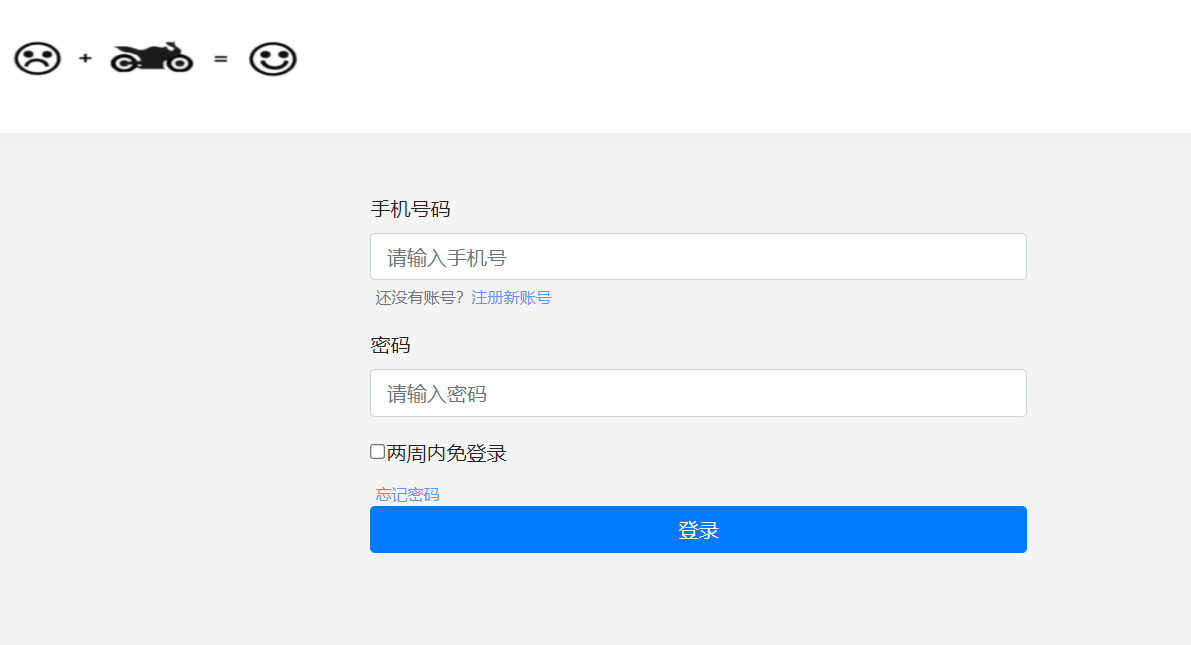 + =
手机号码
请输入手机号
还没有账号？注册新账号
密码
请输入密码
两周内免登录
忘记密码
登录